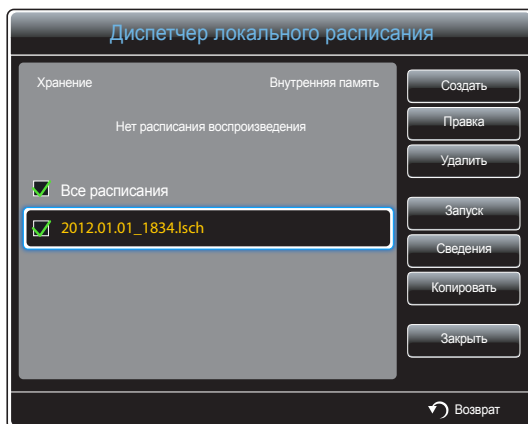 Диспетчер локального расписания
Хранение Внутренняя память
Нет расписания воспроизведения
Все расписания
2012.01.01_1834.lsch
Создать
Правка
Удалить
Запуск
Сведения
Копировать
Закрыть
Возврат